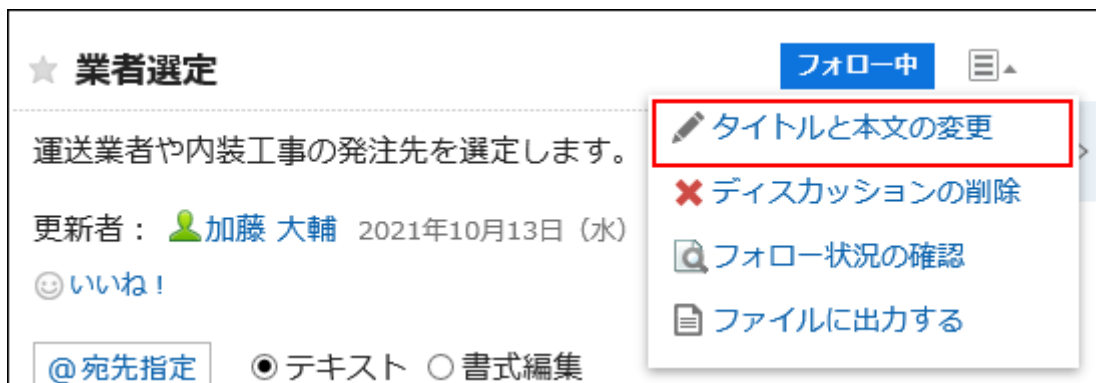 業者選定
フォロー中
タイトルと本文の変更
運送業者や内装工事の発注先を選定します。
ディスカッションの削除
更新者： 加藤 大輔 2021年10月13日（水）
フォロー状況の確認
いいね！
ファイルに出力する
@宛先指定 テキスト 書式編集